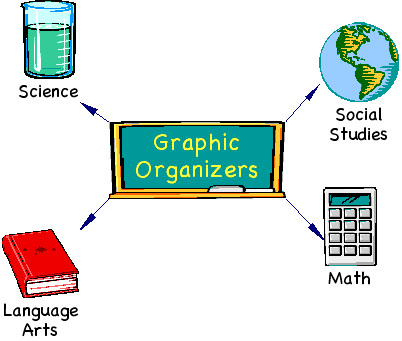 Science
Social
Studies
Graphic
Organizers
Language
Arts
Math